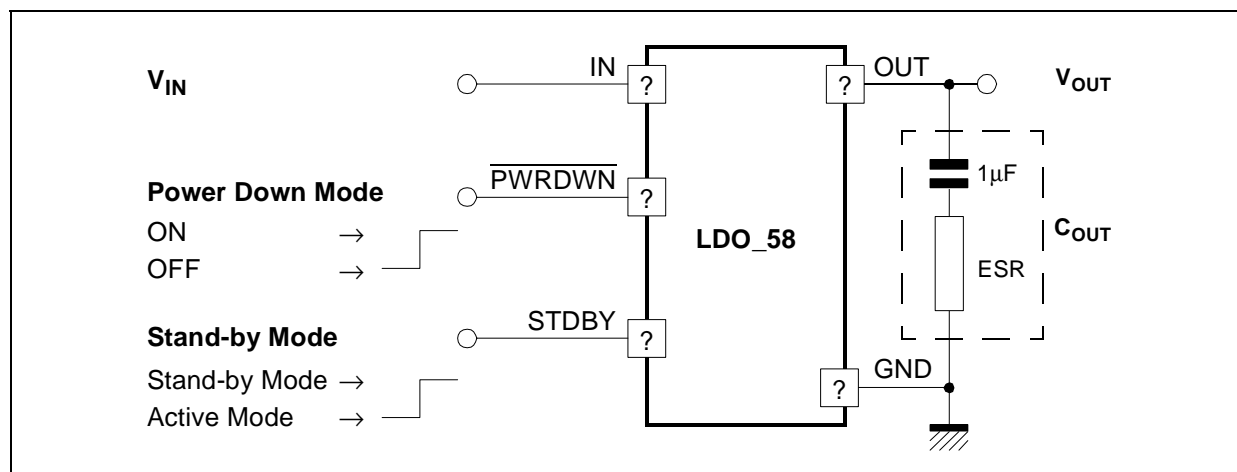 V_IN IN ? ? OUT V_OUT
1μF
PWRDWN ?
Power Down Mode
ON →
OFF →
LDO_58
C_OUT
ESR
STDBY ?
Stand-by Mode
Stand-by Mode →
Active Mode →
GND ?